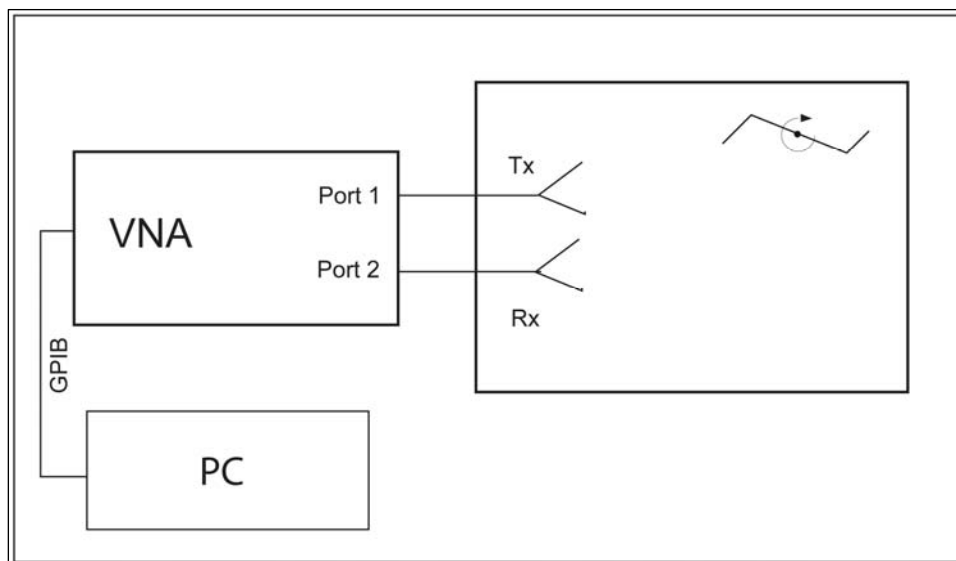 Tx
Port 1
VNA
Port 2
Rx
GPIB
PC